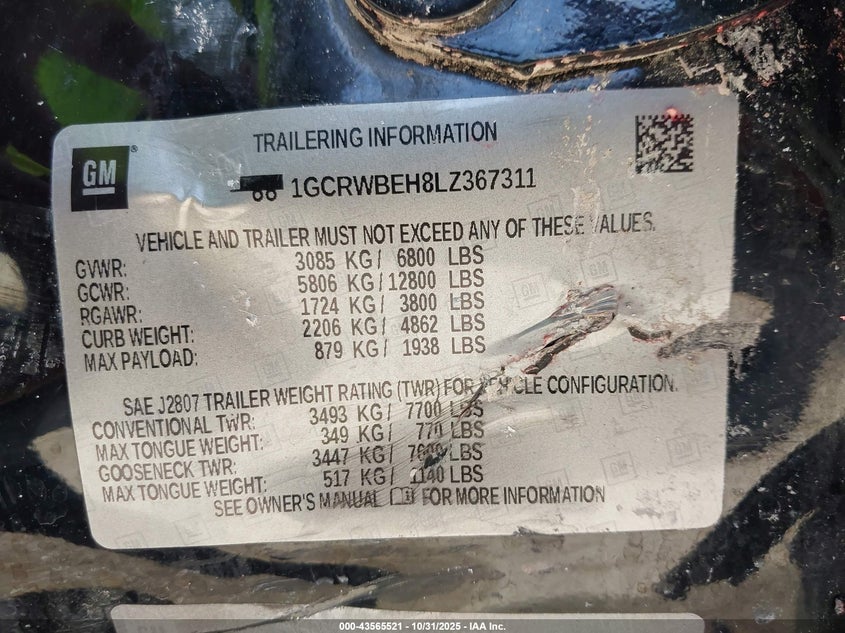 GM
TRAILERING INFORMATION
1GCRWBEH8LZ367311
VEHICLE AND TRAILER MUST NOT EXCEED ANY OF THESE VALUES.
GVWR: 3085 KG / 6800 LBS
GCWR: 5806 KG / 12800 LBS
RGAWR: 1724 KG / 3800 LBS
CURB WEIGHT: 2206 KG / 4862 LBS
MAX PAYLOAD: 879 KG / 1938 LBS
SAE J2807 TRAILER WEIGHT RATING (TWR) FOR VEHICLE CONFIGURATION.
CONVENTIONAL TWR: 3493 KG / 7700 LBS
MAX TONGUE WEIGHT: 349 KG / 770 LBS
GOOSENECK TWR: 3447 KG / LBS
MAX TONGUE WEIGHT: 517 KG / 1140 LBS
SEE OWNER'S MANUAL FOR MORE INFORMATION
000-43565521 - 10/31/2025 - IAA Inc.